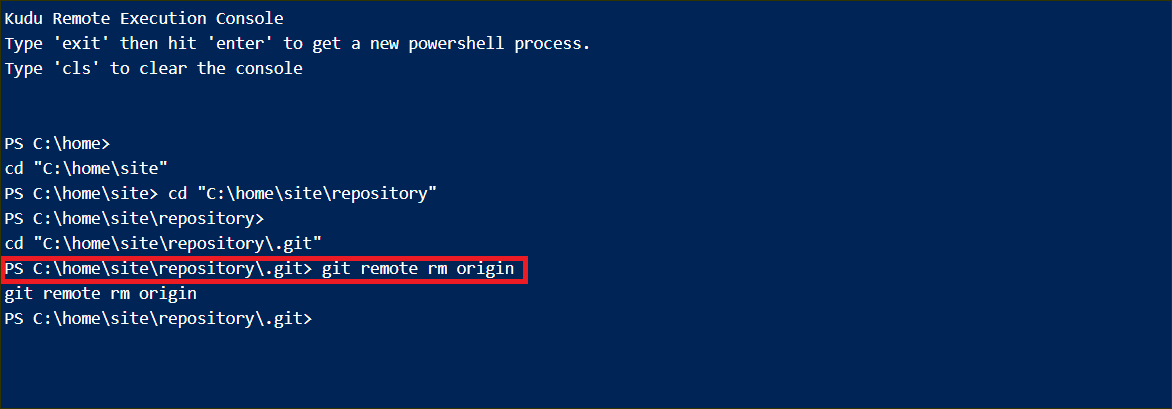 Kudu Remote Execution Console
Type 'exit' then hit 'enter' to get a new powershell process.
Type 'cls' to clear the console
PS C:\home>
cd "C:\home\site"
PS C:\home\site> cd "C:\home\site\repository"
PS C:\home\site\repository>
cd "C:\home\site\repository\.git"
PS C:\home\site\repository\.git> git remote rm origin
git remote rm origin
PS C:\home\site\repository\.git>